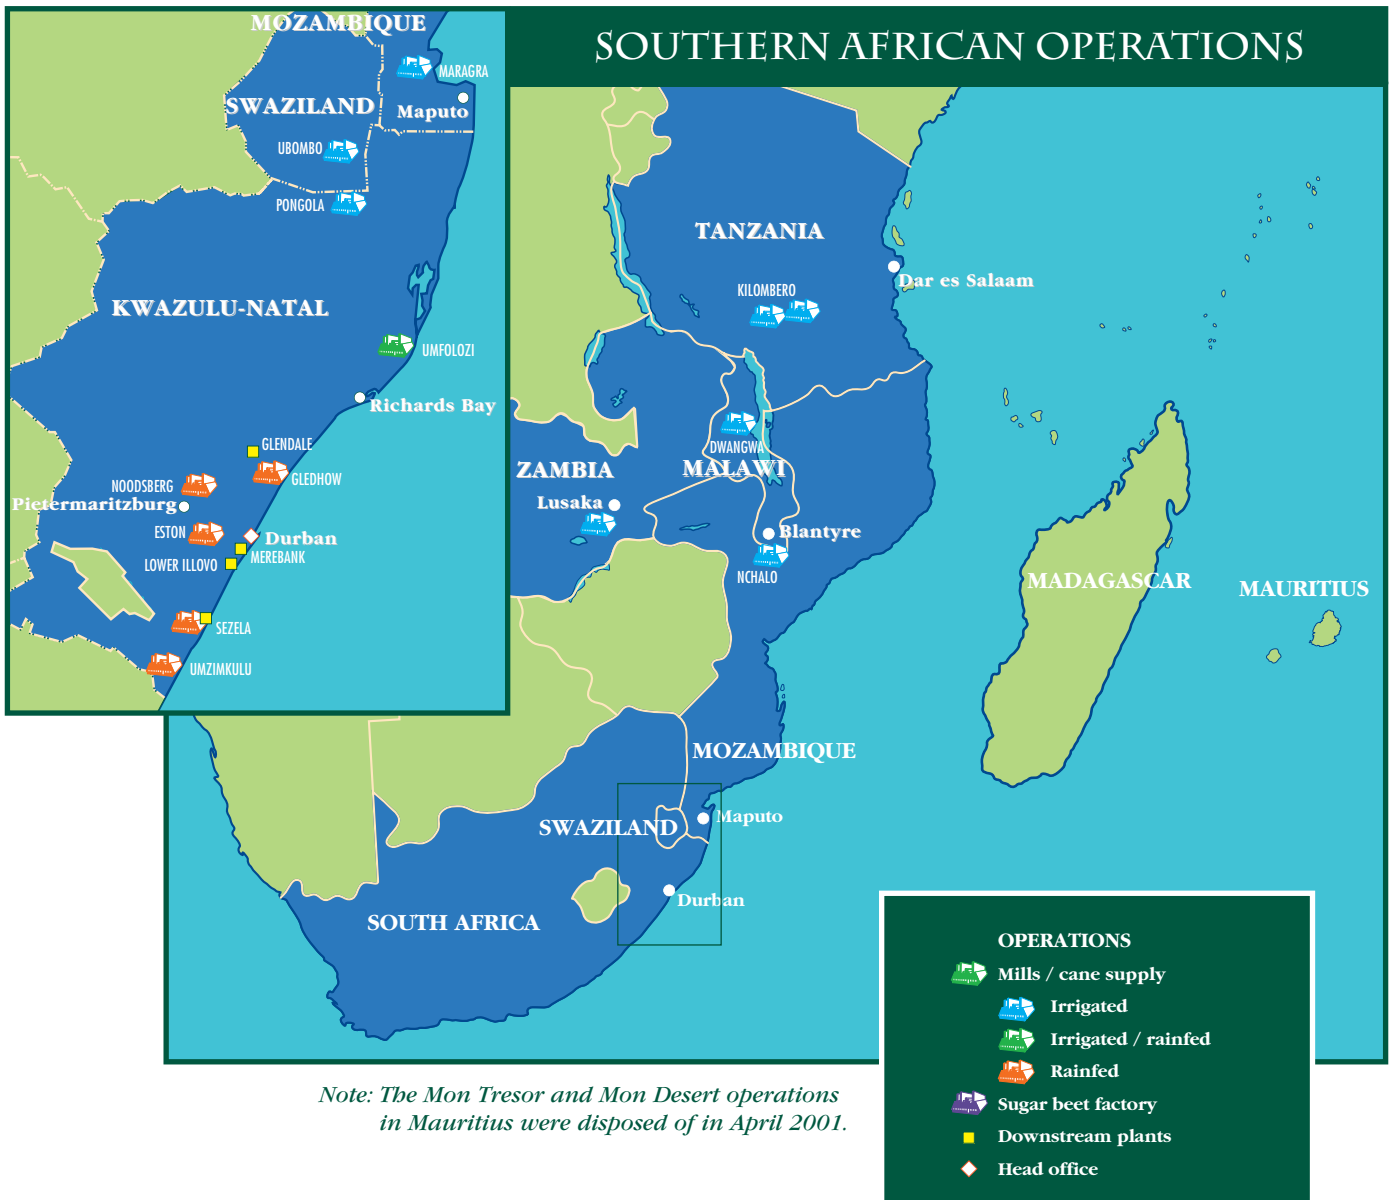 SOUTHERN AFRICAN OPERATIONS
MOZAMBIQUE
MARAGRA
SWAZILAND
Maputo
UBOMBO
PONGOLA
KWAZULU-NATAL
UMFOLOZI
Richards Bay
GLENDALE
GLEDHOW
NOODSBERG
Pietermaritzburg
ESTON
Durban
MEREBANK
LOWER ILLOVO
SEZELA
UMZIMKULU
TANZANIA
Dar es Salaam
KILOMBERO
DWANGWA
MALAWI
ZAMBIA
Lusaka
Blantyre
NCHALO
MADAGASCAR
MAURITIUS
MOZAMBIQUE
Maputo
SWAZILAND
Durban
SOUTH AFRICA
OPERATIONS
Mills / cane supply
Irrigated
Irrigated / rainfed
Rainfed
Sugar beet factory
Downstream plants
Head office
Note: The Mon Tresor and Mon Desert operations
in Mauritius were disposed of in April 2001.